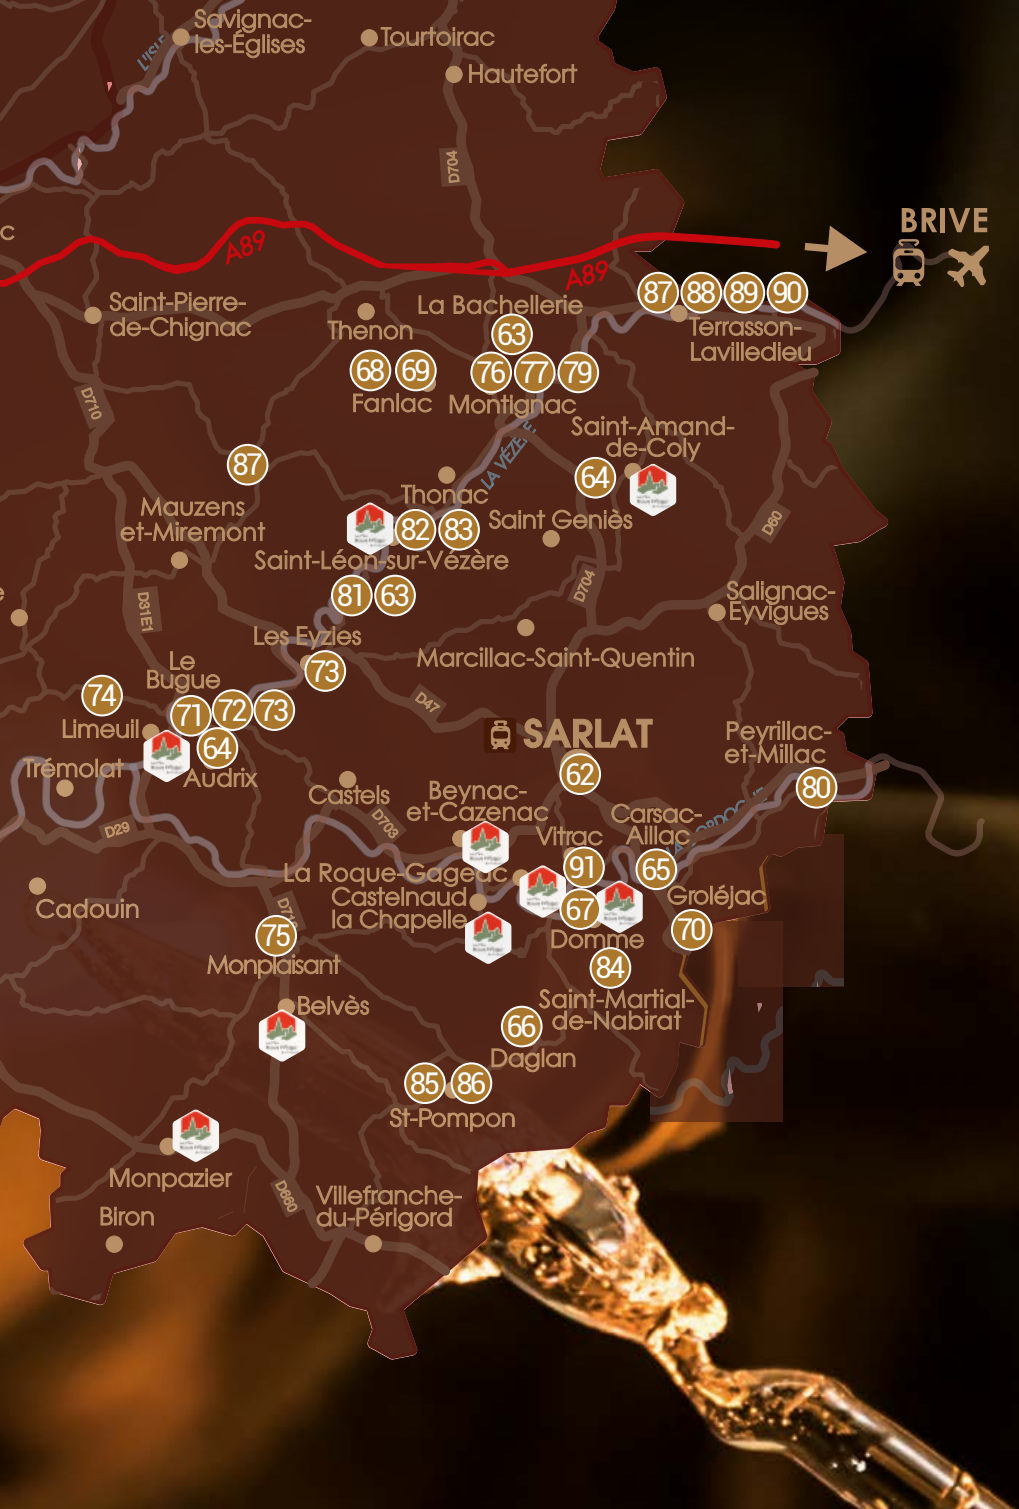 Savignac-
les-Églises
Tourtoirac
L'ISLE
Hautefort
D704
BRIVE
c
A89
A89
87 88 89 90
Saint-Pierre-
de-Chignac
La Bachellerie
Thenon
63
Terrasson-
Lavilledieu
68 69
76 77 79
D710
Fanlac
Montignac
Saint-Amand-
de-Coly
LA VÉZÈRE
87
64
Thonac
Mauzens
et-Miremont
82 83
Saint Geniès
D60
Saint-Léon-sur-Vézère
D704
e
81 63
Salignac-
Eyvigues
D31E1
Les Eyzies
Marcillac-Saint-Quentin
Le
Bugue
73
74
71 72 73
D47
Limeuil
64
SARLAT
Peyrillac-
et-Millac
Trémolat
Audrix
62
80
Castels
Beynac-
et-Cazenac
D703
Carsac-
Aillac
D29
Vitrac
91
65
La Roque-Gageac
Castelnaud
la Chapelle
67
Groléjac
Cadouin
75
Domme
70
Monplaisant
84
Belvès
Saint-Martial-
de-Nabirat
66
Daglan
85 86
St-Pompon
Monpazier
D660
Villefranche-
du-Périgord
Biron